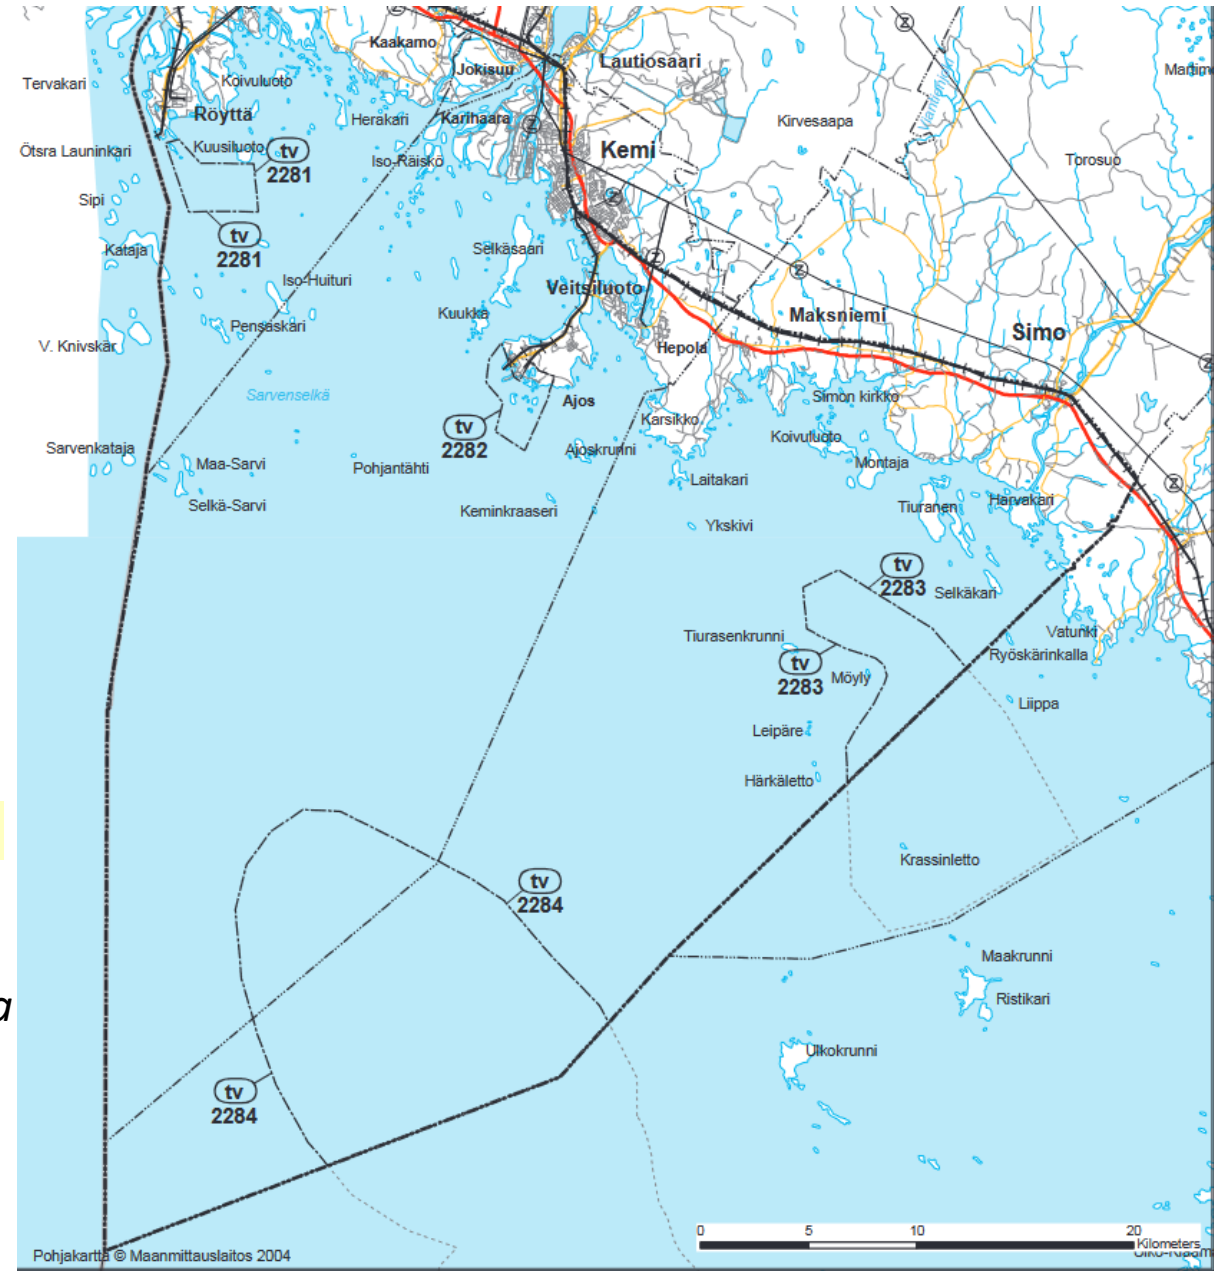 Kaakamo
Lautiosaari
Jokisuu
Tervakari
Koivuluoto
Röyttä
Herakari
Karihaara
Kirvesaapa
Kuusiluoto
Kemi
Ötsra Launinkari
tv
2281
Iso-Räiskö
Torosuo
Sipi
tv
2281
Kataja
Selkäsaari
Iso-Huituri
Veitsiluoto
Pensaskari
Kuukka
Maksniemi
Simo
V. Knivskär
Hepola
Sarvenselkä
Ajos
Simon kirkko
Karsikko
tv
2282
Koivuluoto
Sarvenkataja
Ajoskrunni
Maa-Sarvi
Pohjantähti
Montaja
Laitakari
Selkä-Sarvi
Keminkraaseri
Tiuranen
Harvakari
Ykskivi
tv
2283
Selkäkari
Tiurasenkrunni
Vatunki
Ryöskärinkalla
tv
2283
Möyly
Liippa
Leipäre
Härkäletto
Krassinletto
tv
2284
Maakrunni
Ristikari
a
Ulkokrunni
tv
2284
0 5 10 20
Kilometers
Pohjakartta © Maanmittauslaitos 2004